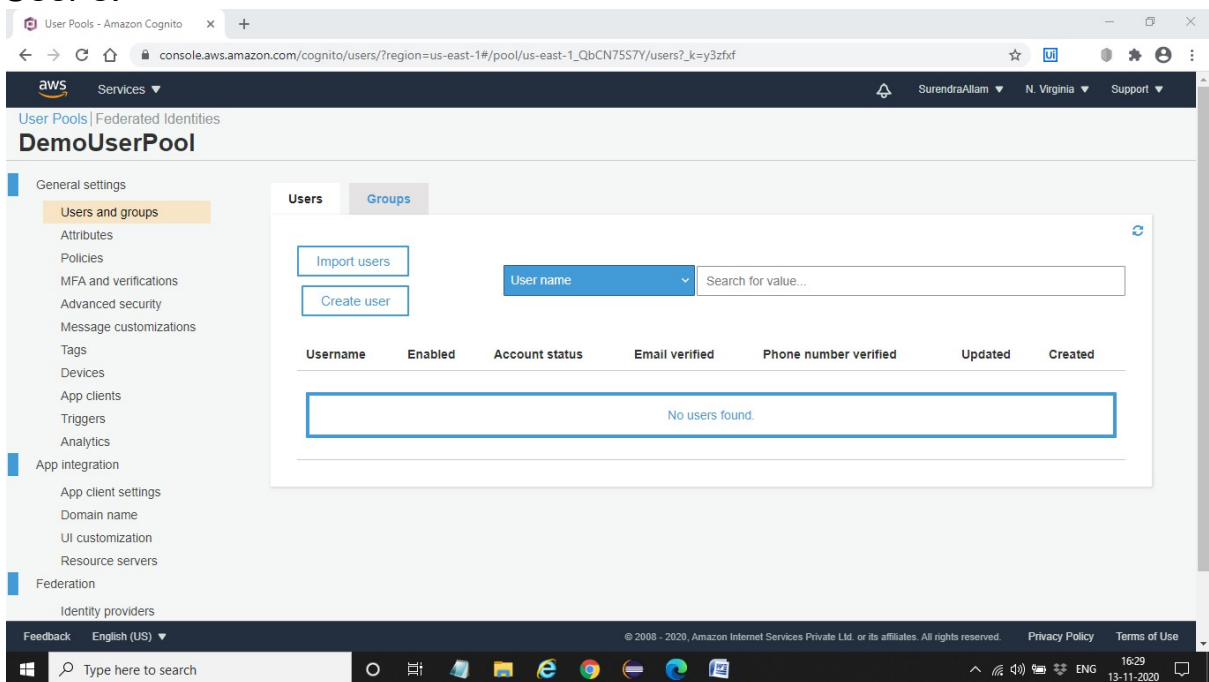 User Pools - Amazon Cognito
console.aws.amazon.com/cognito/users/?region=us-east-1#/pool/us-east-1_QbCN75S7Y/users?_k=y3zfxf
Ui
aws Services SurendraAllam N. Virginia Support
User Pools | Federated Identities
DemoUserPool
General settings
Users and groups
Attributes
Policies
MFA and verifications
Advanced security
Message customizations
Tags
Devices
App clients
Triggers
Analytics
App integration
App client settings
Domain name
UI customization
Resource servers
Federation
Identity providers
Users Groups
Import users
Create user
User name Search for value...
Username Enabled Account status Email verified Phone number verified Updated Created
No users found.
Feedback English (US) © 2008 - 2020, Amazon Internet Services Private Ltd. or its affiliates. All rights reserved. Privacy Policy Terms of Use
Type here to search ENG 16:29
13-11-2020